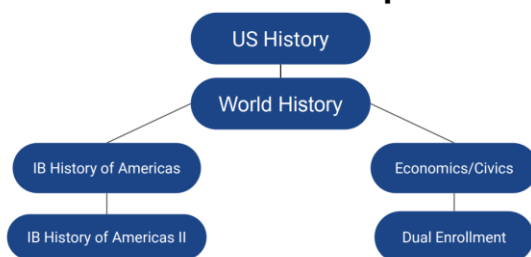 US History
World History
IB History of Americas
Economics/Civics
IB History of Americas II
Dual Enrollment